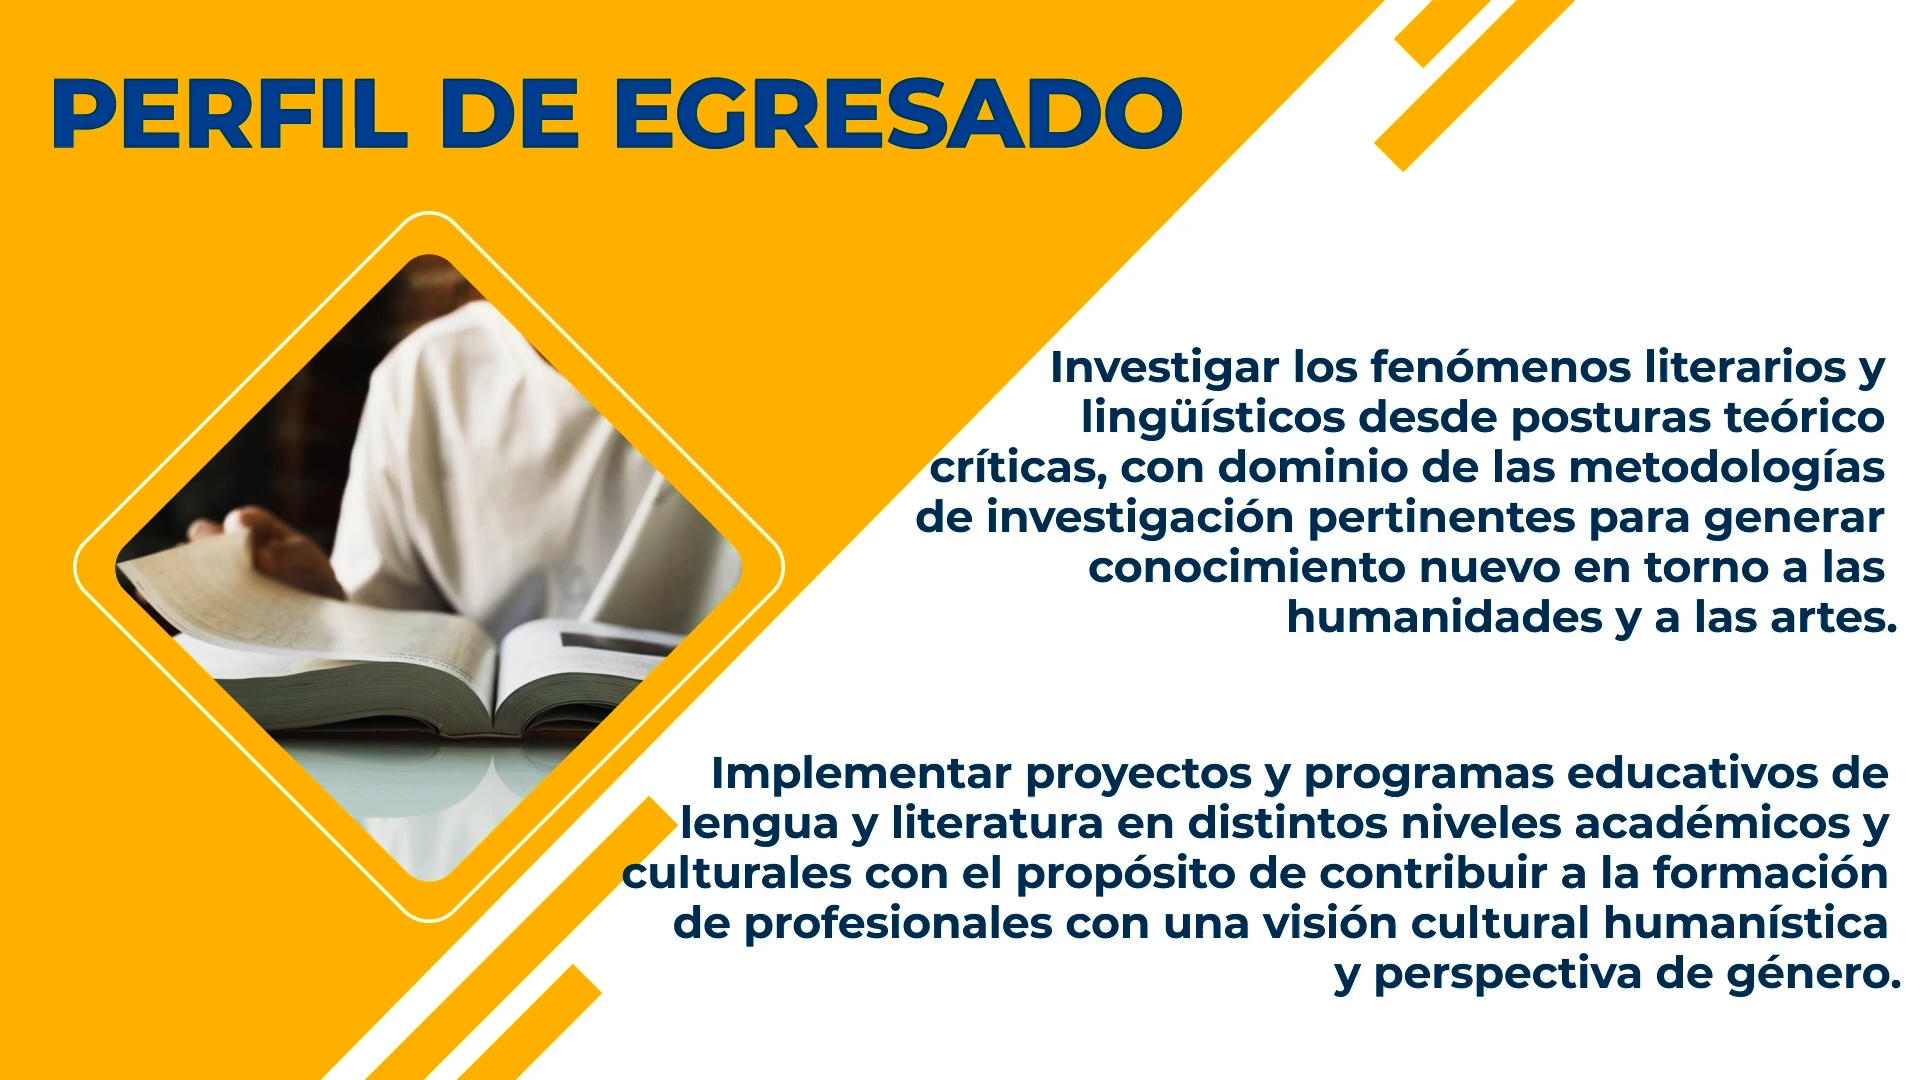 PERFIL DE EGRESADO
Investigar los fenómenos literarios y
lingüísticos desde posturas teórico
críticas, con dominio de las metodologías
de investigación pertinentes para generar
conocimiento nuevo en torno a las
humanidades y a las artes.
Implementar proyectos y programas educativos de
lengua y literatura en distintos niveles académicos y
culturales con el propósito de contribuir a la formación
de profesionales con una visión cultural humanística
y perspectiva de género.